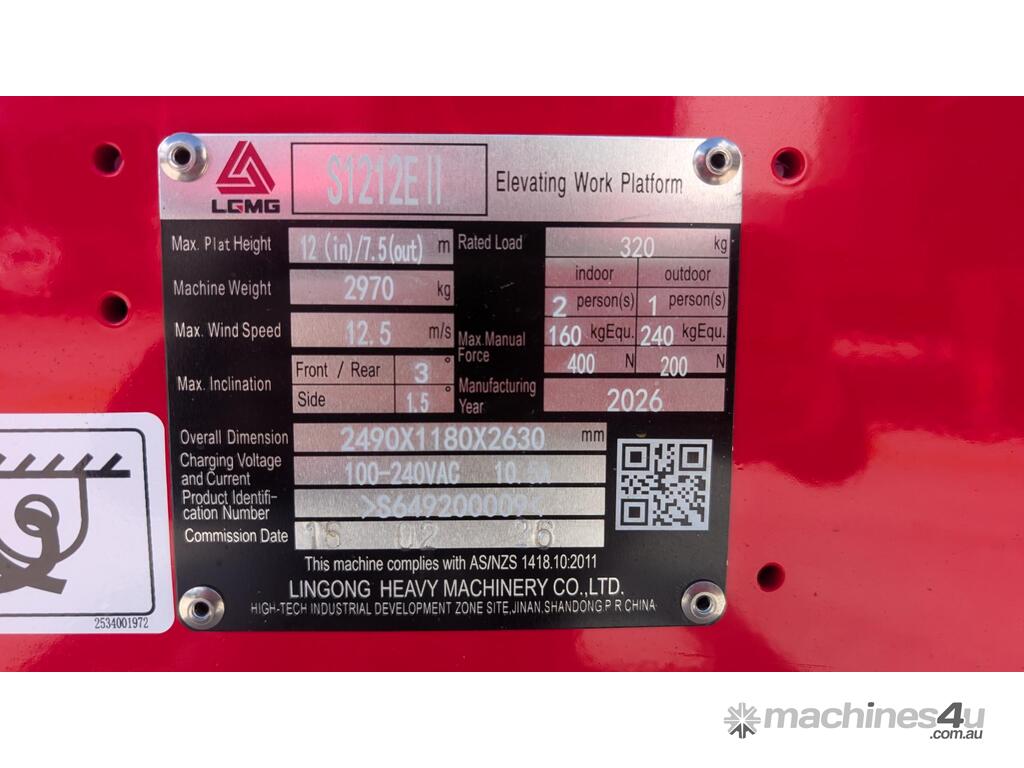 LGMG S1212E II Elevating Work Platform
Max. Plat Height 12 (in)/7.5(out) m Rated Load 320 kg
indoor outdoor
Machine Weight 2970 kg 2 person(s) 1 person(s)
Max. Wind Speed 12.5 m/s Max.Manual Force 160 kgEqu. 240 kgEqu.
400 N 200 N
Max. Inclination Front / Rear 3 ° Manufacturing Year 2026
Side 1.5 °
Overall Dimension 2490X1180X2630 mm
Charging Voltage and Current 100-240VAC
Product Identifi-
cation Number
Commission Date 02 26
This machine complies with AS/NZS 1418.10:2011
LINGONG HEAVY MACHINERY CO.,LTD.
HIGH-TECH INDUSTRIAL DEVELOPMENT ZONE SITE,JINAN,SHANDONG.P R CHINA
2534001972
machines4u
.com.au